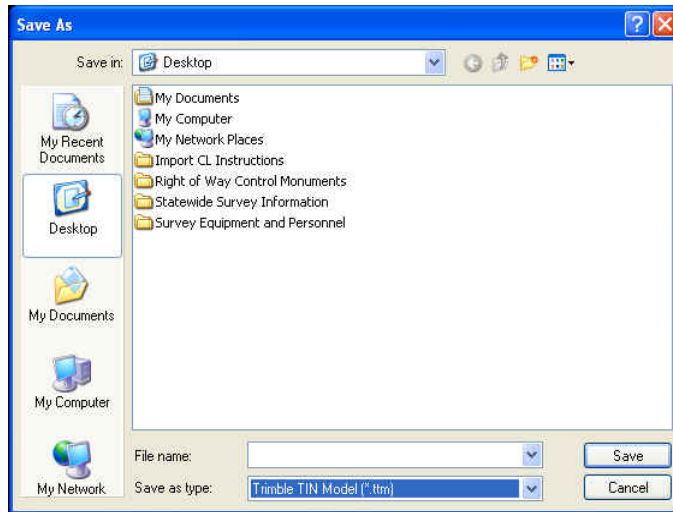 Save As
Save in:
Desktop
My Recent
Documents
Desktop
My Documents
My Computer
My Network
My Documents
My Computer
My Network Places
Import CL Instructions
Right of Way Control Monuments
Statewide Survey Information
Survey Equipment and Personnel
File name:
Save
Save as type:
Trimble TIN Model (*.ttm)
Cancel